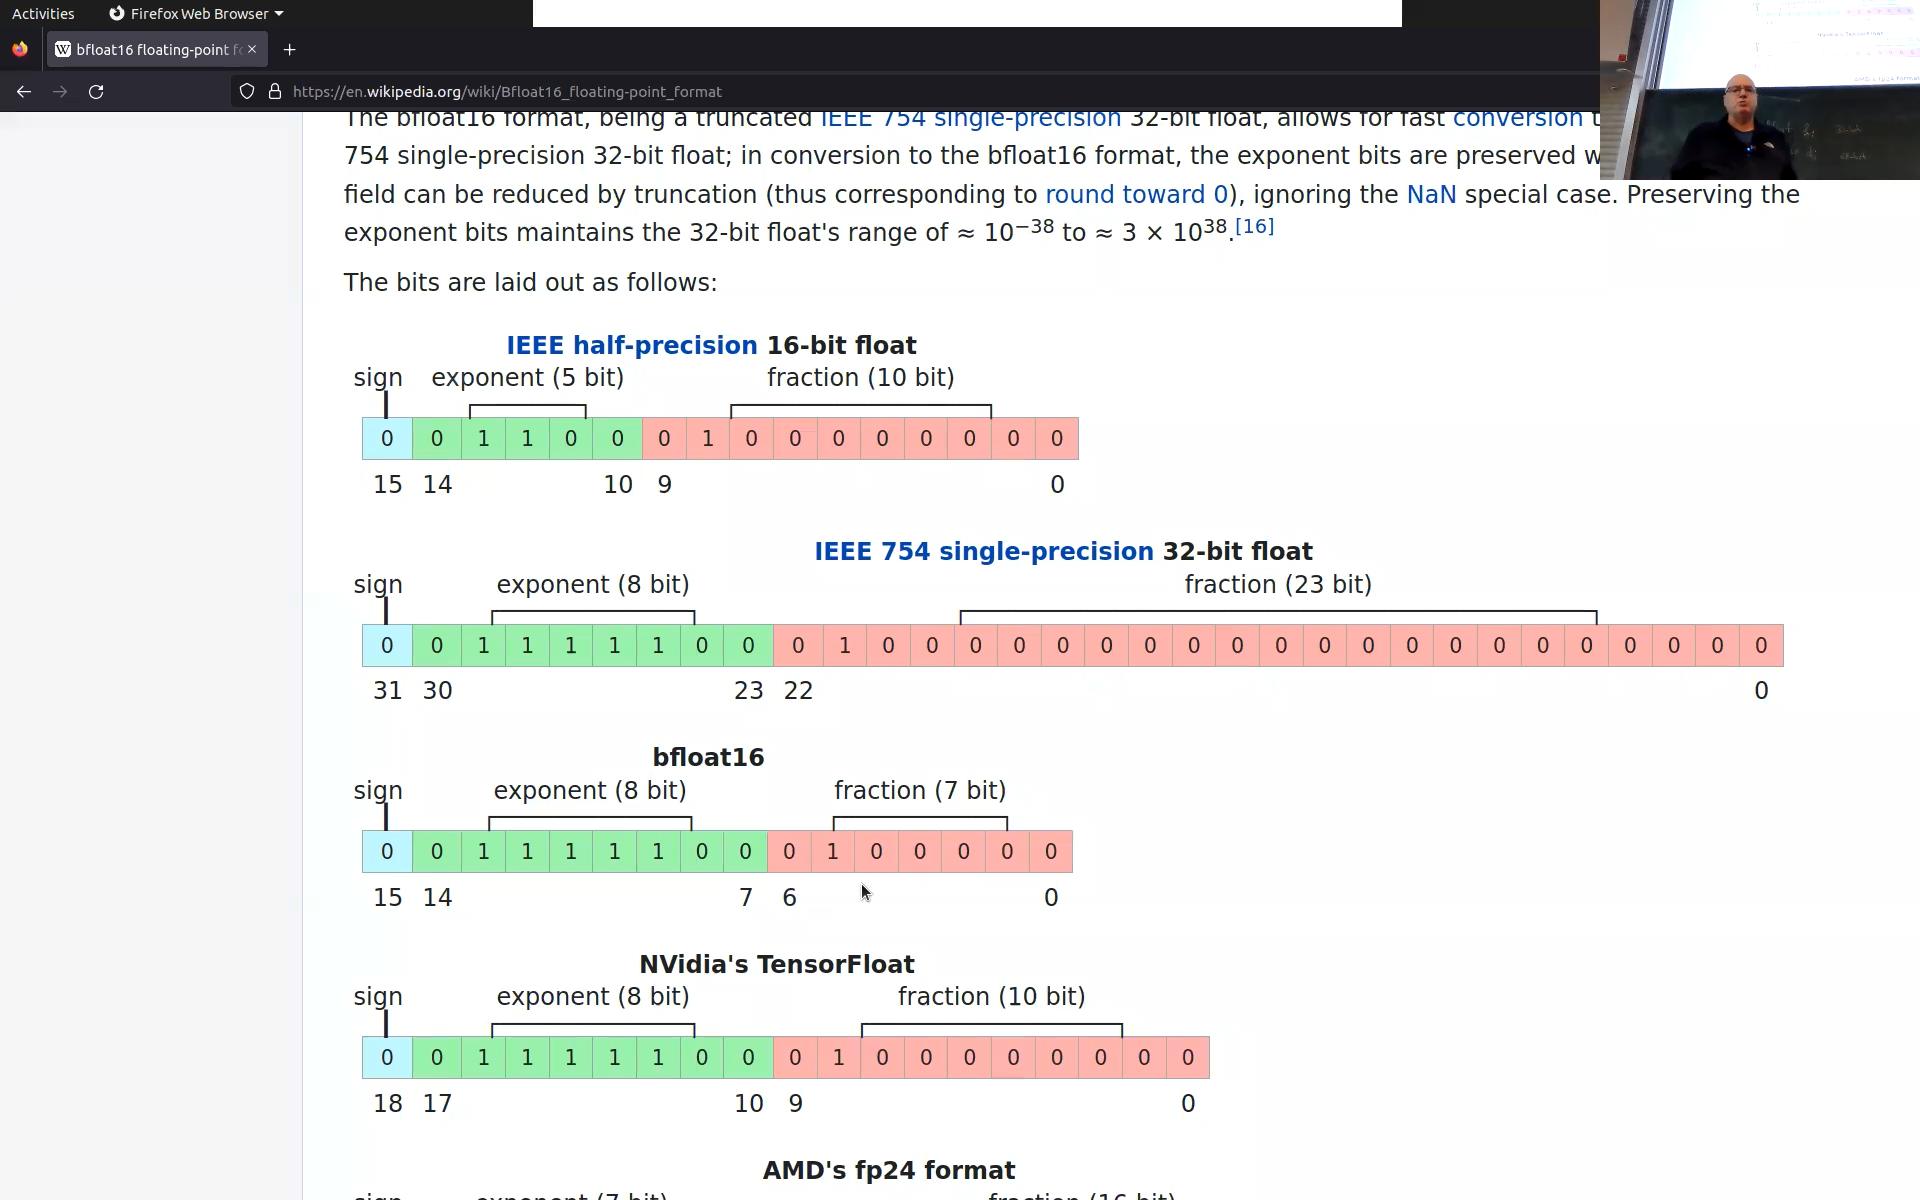 Activities Firefox Web Browser
bfloat16 floating-point f
https://en.wikipedia.org/wiki/Bfloat16_floating-point_format
The bfloat16 format, being a truncated IEEE 754 single-precision 32-bit float, allows for fast conversion t
754 single-precision 32-bit float; in conversion to the bfloat16 format, the exponent bits are preserved w
field can be reduced by truncation (thus corresponding to round toward 0), ignoring the NaN special case. Preserving the
exponent bits maintains the 32-bit float's range of ≈ 10⁻³⁸ to ≈ 3 × 10³⁸.[16]
The bits are laid out as follows:
IEEE half-precision 16-bit float
sign exponent (5 bit) fraction (10 bit)
0 0 1 1 0 0 0 1 0 0 0 0 0 0 0 0
15 14 10 9 0
IEEE 754 single-precision 32-bit float
sign exponent (8 bit) fraction (23 bit)
0 0 1 1 1 1 1 0 0 0 1 0 0 0 0 0 0 0 0 0 0 0 0 0 0 0 0 0 0 0 0 0
31 30 23 22 0
bfloat16
sign exponent (8 bit) fraction (7 bit)
0 0 1 1 1 1 1 0 0 0 1 0 0 0 0 0
15 14 7 6 0
NVidia's TensorFloat
sign exponent (8 bit) fraction (10 bit)
0 0 1 1 1 1 1 0 0 0 1 0 0 0 0 0 0 0 0
18 17 10 9 0
AMD's fp24 format
sign exponent (7 bit) fraction (16 bit)